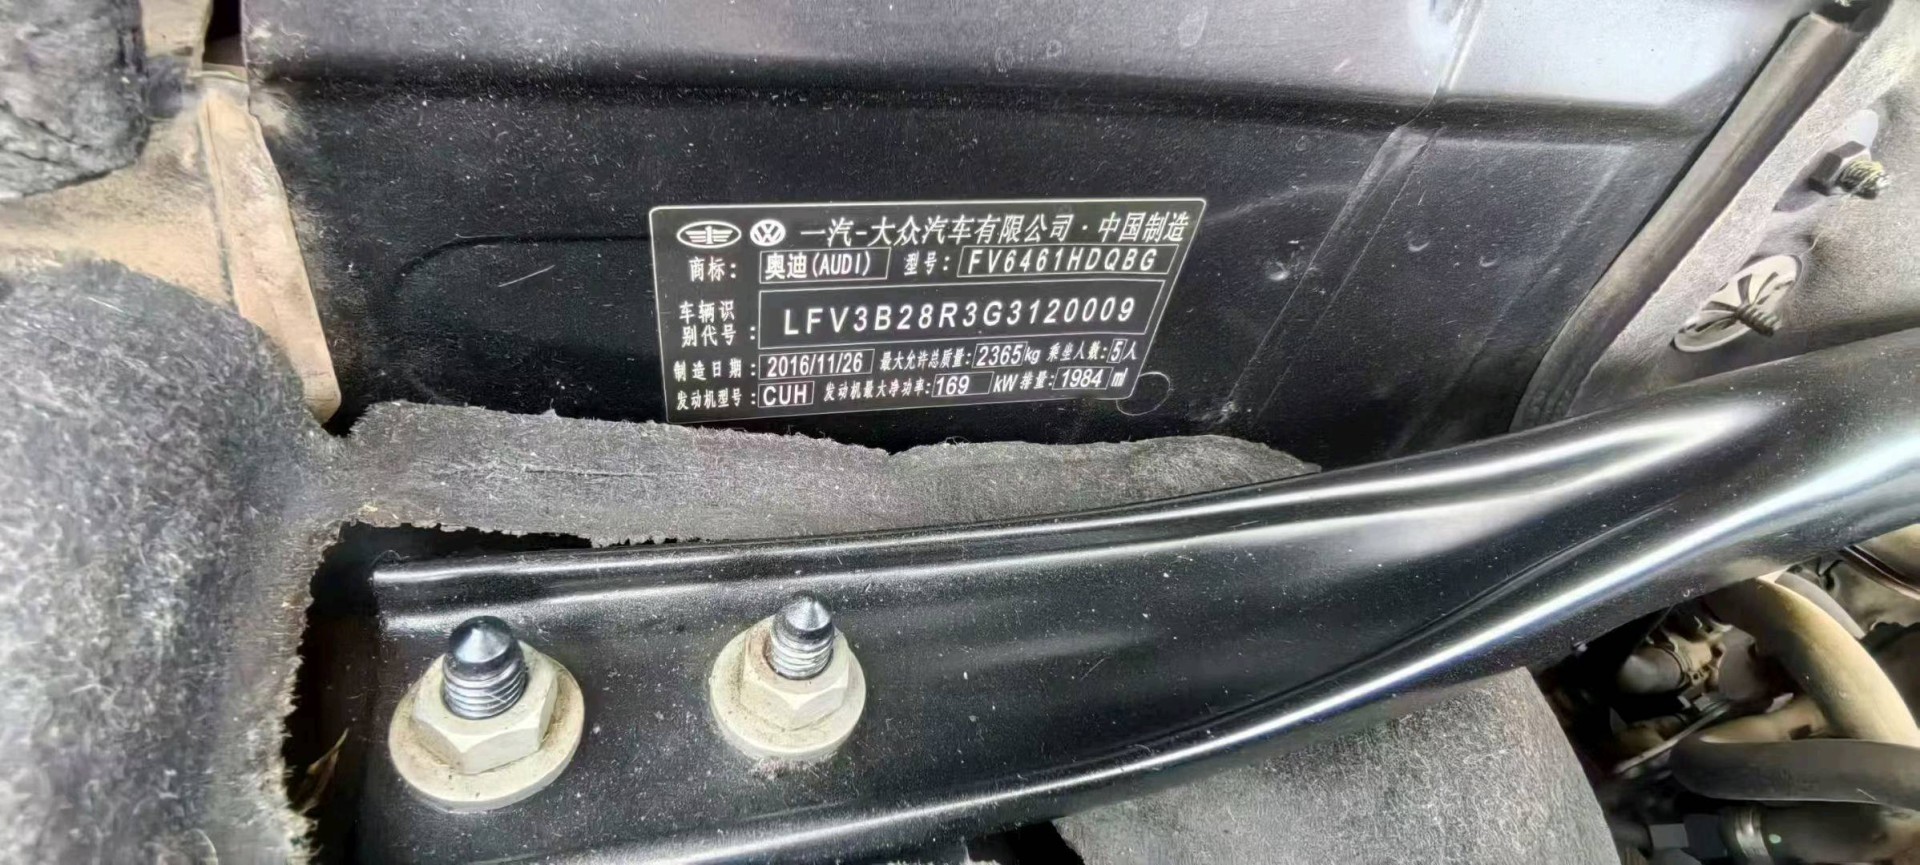 一汽-大众汽车有限公司·中国制造
商标: 奥迪(AUDI) 型号: FV6461HDQBG
车辆识别代号: LFV3B28R3G3120009
制造日期: 2016/11/26 最大允许总质量: 2365kg 乘坐人数: 5人
发动机型号: CUH 发动机最大净功率: 169 kW 排量: 1984 ml